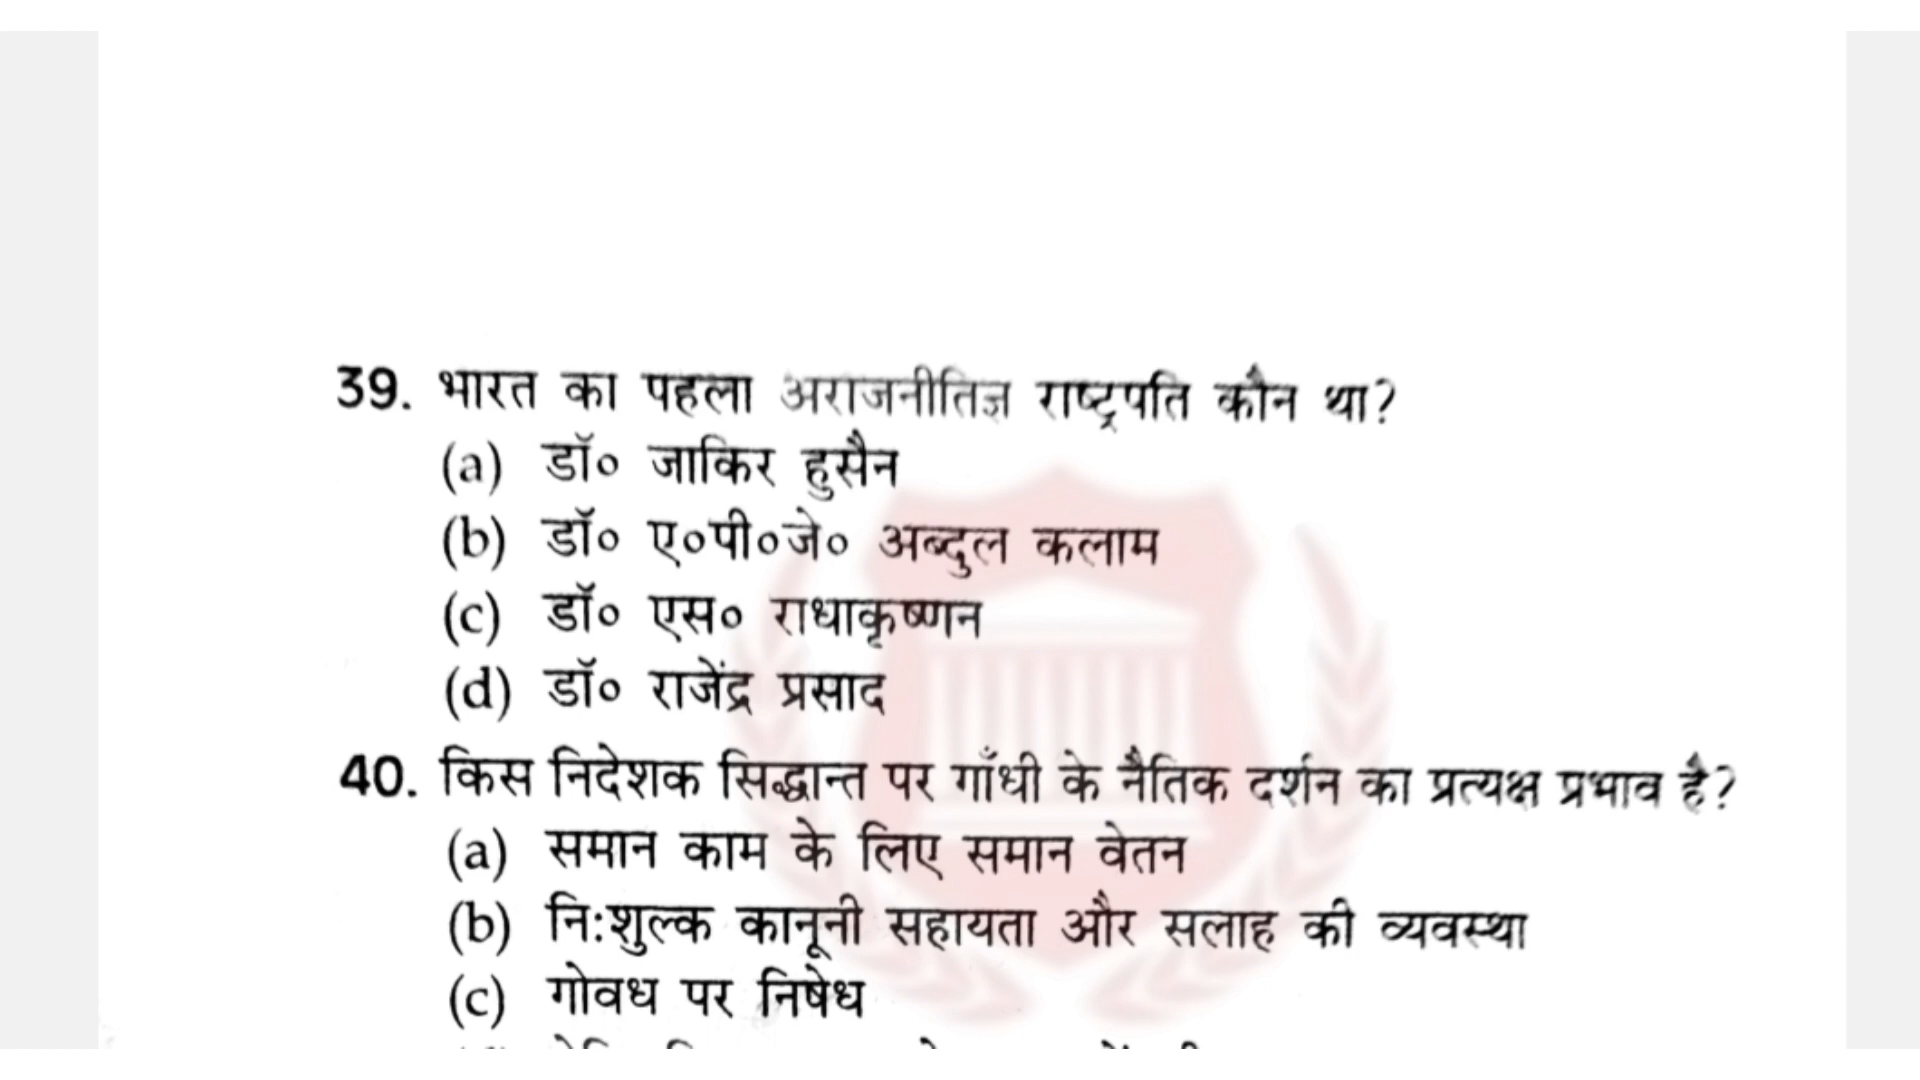 39. भारत का पहला अराजनीतिज्ञ राष्ट्रपति कौन था?
(a) डॉ० जाकिर हुसैन
(b) डॉ० ए०पी०जे० अब्दुल कलाम
(c) डॉ० एस० राधाकृष्णन
(d) डॉ० राजेंद्र प्रसाद
40. किस निदेशक सिद्धान्त पर गाँधी के नैतिक दर्शन का प्रत्यक्ष प्रभाव है?
(a) समान काम के लिए समान वेतन
(b) नि:शुल्क कानूनी सहायता और सलाह की व्यवस्था
(c) गोवध पर निषेध